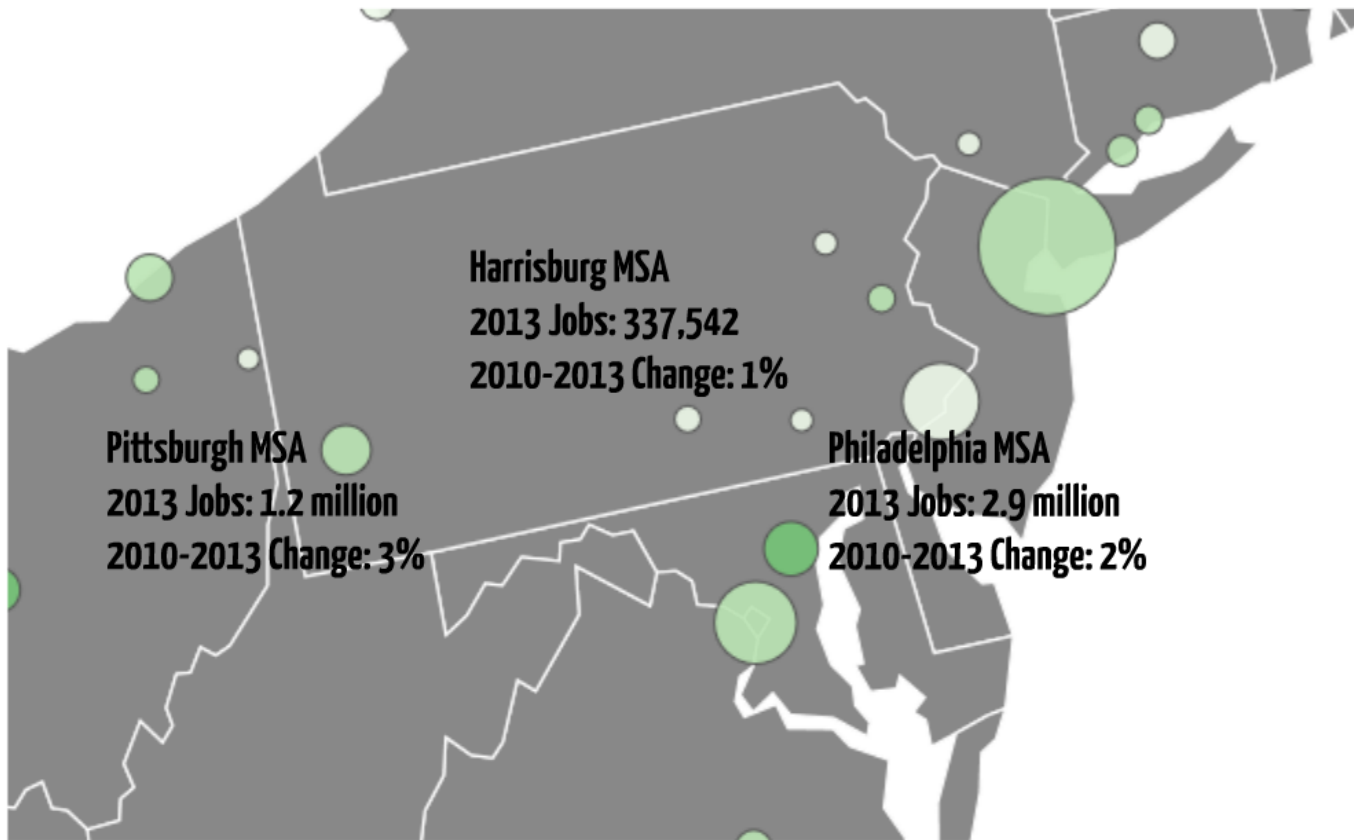 Harrisburg MSA
2013 Jobs: 337,542
2010-2013 Change: 1%
Pittsburgh MSA
2013 Jobs: 1.2 million
2010-2013 Change: 3%
Philadelphia MSA
2013 Jobs: 2.9 million
2010-2013 Change: 2%